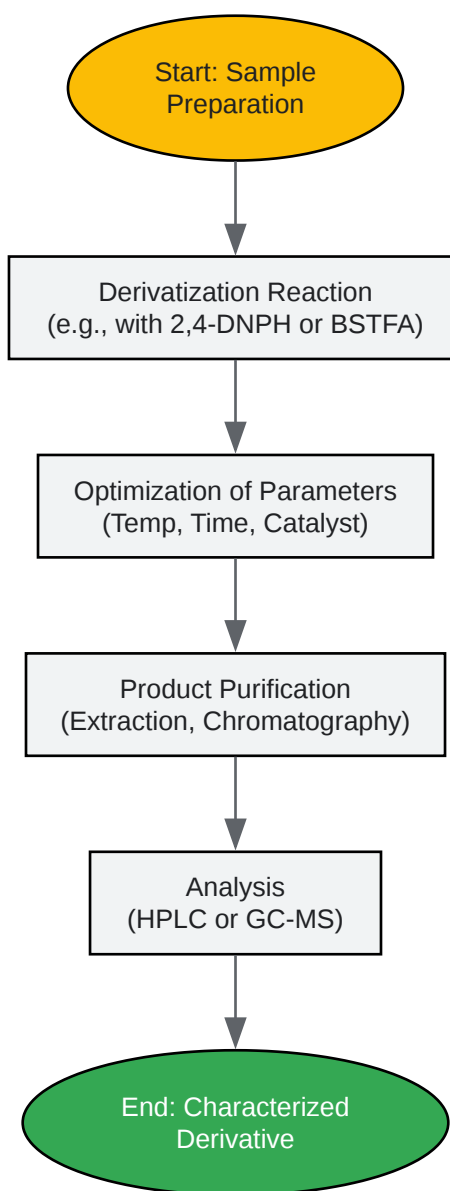 Start: Sample
Preparation
Derivatization Reaction
(e.g., with 2,4-DNPH or BSTFA)
Optimization of Parameters
(Temp, Time, Catalyst)
Product Purification
(Extraction, Chromatography)
Analysis
(HPLC or GC-MS)
End: Characterized
Derivative